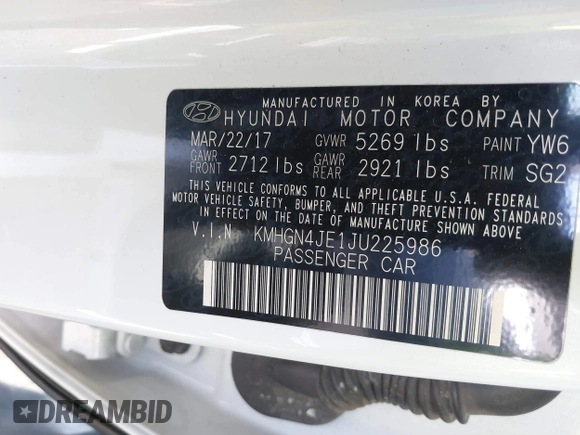 MANUFACTURED IN KOREA BY
HYUNDAI MOTOR COMPANY
MAR/22/17 GVWR 5269 lbs PAINT YW6
GAWR FRONT 2712 lbs GAWR REAR 2921 lbs TRIM SG2
THIS VEHICLE CONFORMS TO ALL APPLICABLE U.S.A. FEDERAL
MOTOR VEHICLE SAFETY, BUMPER, AND THEFT PREVENTION STANDARDS
IN EFFECT ON THE DATE OF MANUFACTURE SHOWN ABOVE.
V.I.N KMHGN4JE1JU225986
PASSENGER CAR
DREAMBID